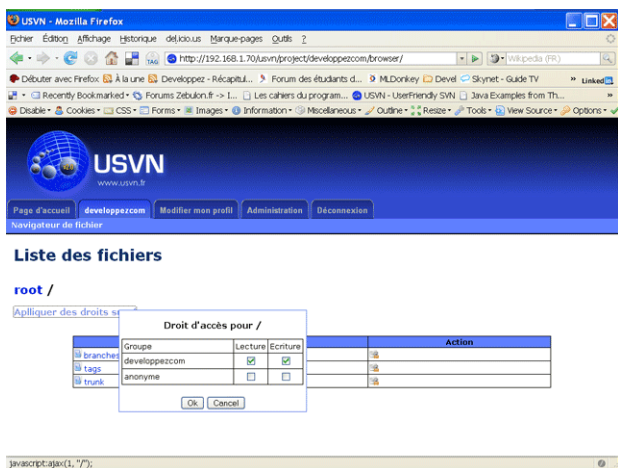 USVN - Mozilla Firefox
Fichier Édition Affichage Historique del.icio.us Marque-pages Outils ?
TAG http://192.168.1.70/usvn/project/developpezcom/browser/ Wikipedia (FR)
Débuter avec Firefox À la une Developpez - Récapitul... Forum des étudiants d... MLDonkey Devel Skynet - Guide TV » Linked
Recently Bookmarked Forums Zebulon.fr -> I... Les cahiers du program... USVN - UserFriendly SVN Java Examples from Th... »
Disable Cookies CSS Forms Images Information Miscellaneous Outline Resize Tools View Source Options
USVN
www.usvn.fr
Page d'accueil developpezcom Modifier mon profil Administration Déconnexion
Navigateur de fichier
Liste des fichiers
root /
Aplliquer des droits su
Droit d'accès pour /
Action
Groupe Lecture Ecriture
branches
developpezcom
tags
anonyme
trunk
Ok Cancel
javascript:ajax(1, "/");